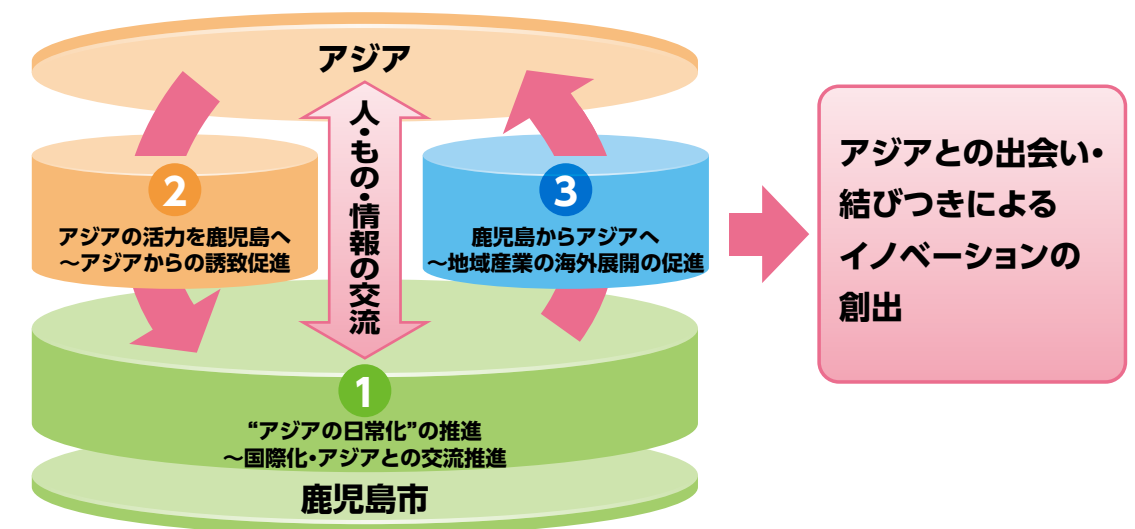 アジア
人・もの・情報の交流
2
アジアの活力を鹿児島へ
～アジアからの誘致促進
3
鹿児島からアジアへ
～地域産業の海外展開の促進
1
“アジアの日常化”の推進
～国際化・アジアとの交流推進
鹿児島市
アジアとの出会い・
結びつきによる
イノベーションの
創出